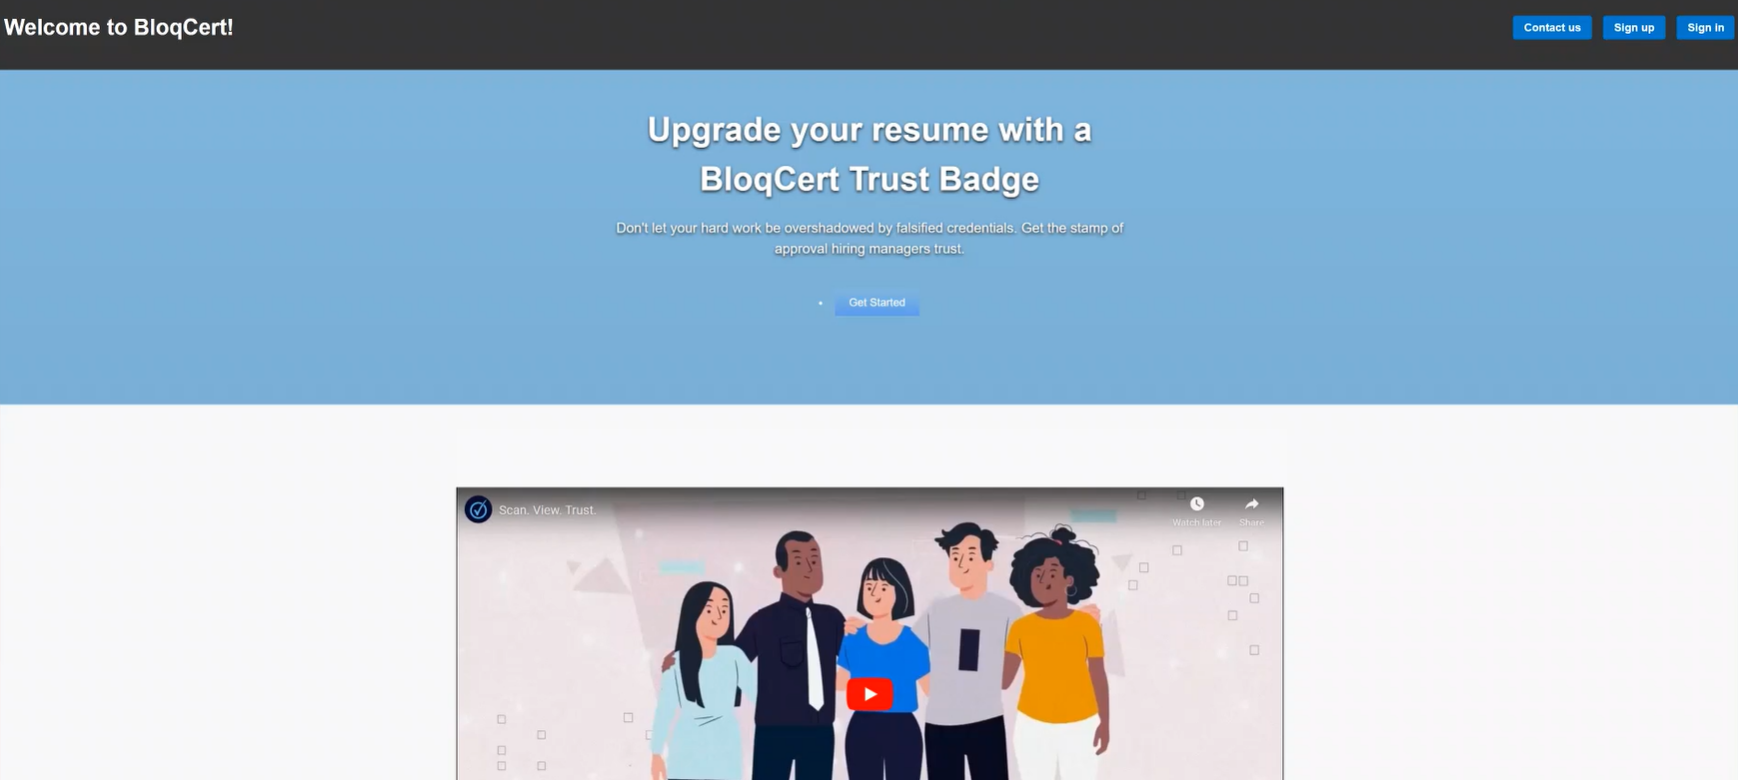 Welcome to BloqCert!
Contact us
Sign up
Sign in
Upgrade your resume with a
BloqCert Trust Badge
Don't let your hard work be overshadowed by falsified credentials. Get the stamp of
approval hiring managers trust.
Get Started
Scan. View. Trust.
Watch later
Share